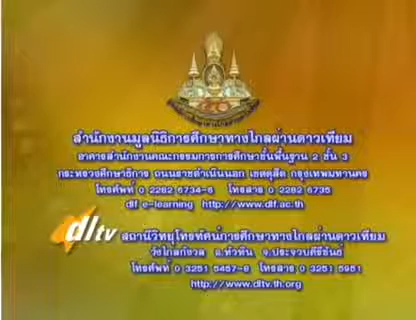 สำนักงานมูลนิธิการศึกษาทางไกลผ่านดาวเทียม
อาคารสำนักงานคณะกรรมการการศึกษาขั้นพื้นฐาน 2 ชั้น 3
กระทรวงศึกษาธิการ ถนนราชดำเนินนอก เขตดุสิต กรุงเทพมหานคร
โทรศัพท์ 0 2282 6734-6 โทรสาร 0 2282 6735
dlf e-learning http://www.dlf.ac.th
dltv สถานีวิทยุโทรทัศน์การศึกษาทางไกลผ่านดาวเทียม
วังไกลกังวล อ.หัวหิน จ.ประจวบคีรีขันธ์
โทรศัพท์ 0 3251 5457-8 โทรสาร 0 3251 5951
http://www.dltv.th.org